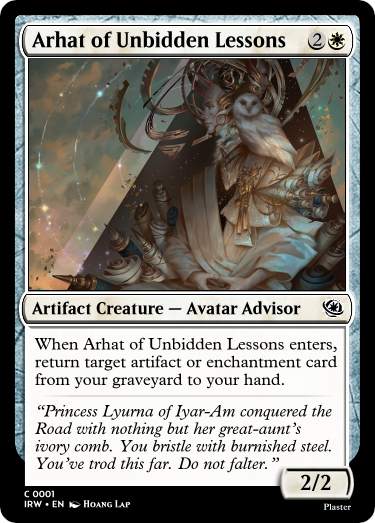 Arhat of Unbidden Lessons 2
Artifact Creature — Avatar Advisor
When Arhat of Unbidden Lessons enters,
return target artifact or enchantment card
from your graveyard to your hand.
“Princess Lyurna of Iyar-Am conquered the
Road with nothing but her great-aunt’s
ivory comb. You bristle with burnished steel.
You’ve trod this far. Do not falter.”
2/2
C 0001
IRW • EN Hoang Lap
Plaster